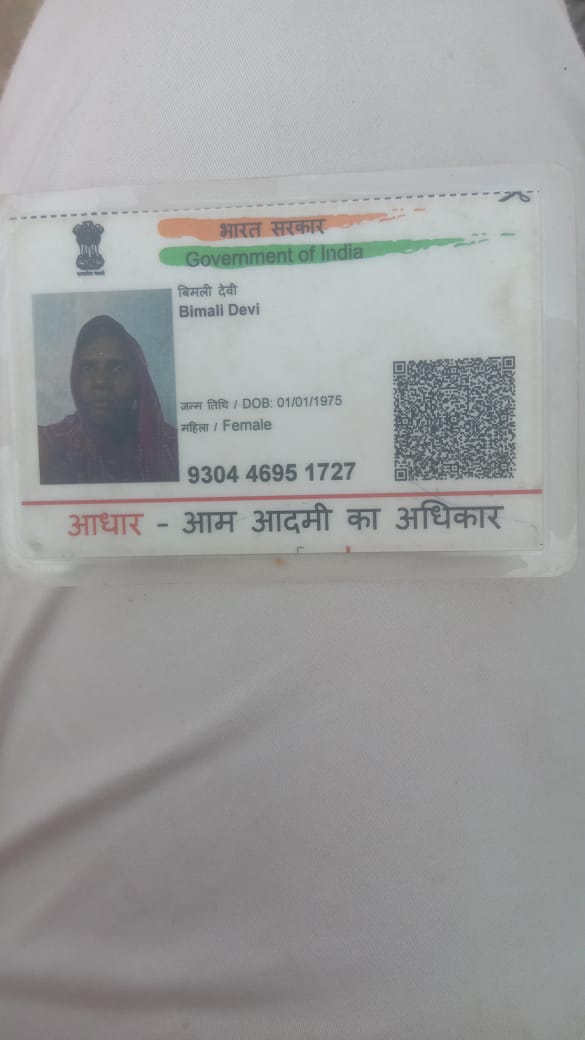 भारत सरकार
Government of India
बिमली देवी
Bimali Devi
जन्म तिथि / DOB: 01/01/1975
महिला / Female
9304 4695 1727
आधार - आम आदमी का अधिकार